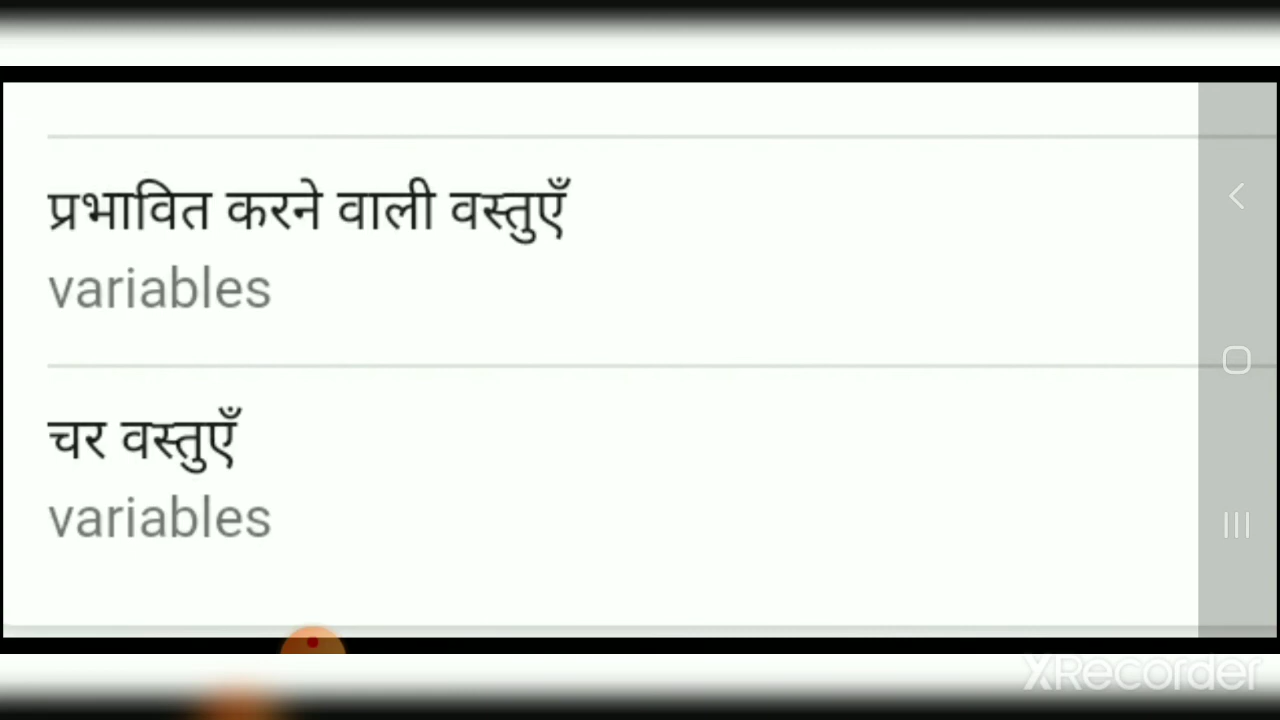 प्रभावित करने वाली वस्तुएँ
variables
चर वस्तुएँ
variables
XRecorder